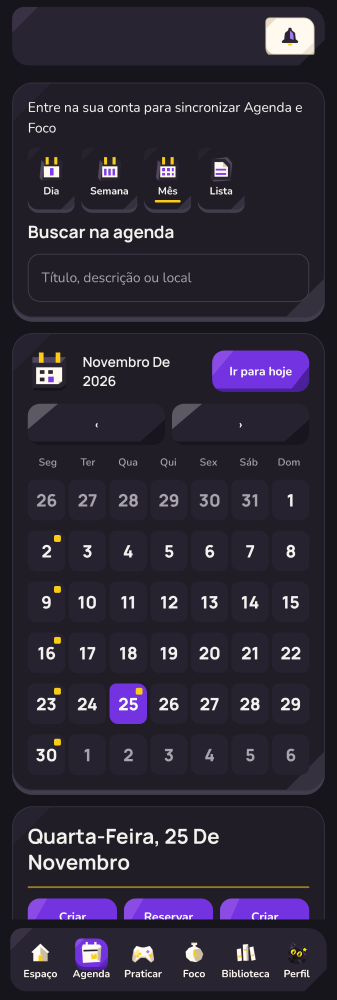 Entre na sua conta para sincronizar Agenda e
Foco
Dia Semana Mês Lista
Buscar na agenda
Título, descrição ou local
Novembro De
2026
Ir para hoje
‹ ›
Seg Ter Qua Qui Sex Sáb Dom
26 27 28 29 30 31 1
2 3 4 5 6 7 8
9 10 11 12 13 14 15
16 17 18 19 20 21 22
23 24 25 26 27 28 29
30 1 2 3 4 5 6
Quarta-Feira, 25 De
Novembro
Criar Reservar Criar
Espaço Agenda Praticar Foco Biblioteca Perfil